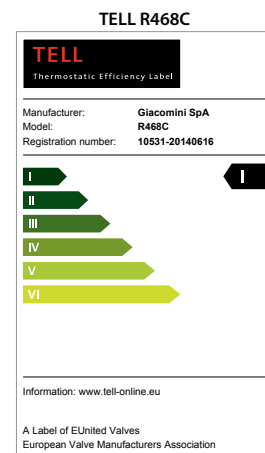 TELL R468C
TELL
Thermostatic Efficiency Label
Manufacturer: Giacomini SpA
Model: R468C
Registration number: 10531-20140616
I I
II
III
IV
V
VI
Information: www.tell-online.eu
A Label of EUnited Valves
European Valve Manufacturers Association